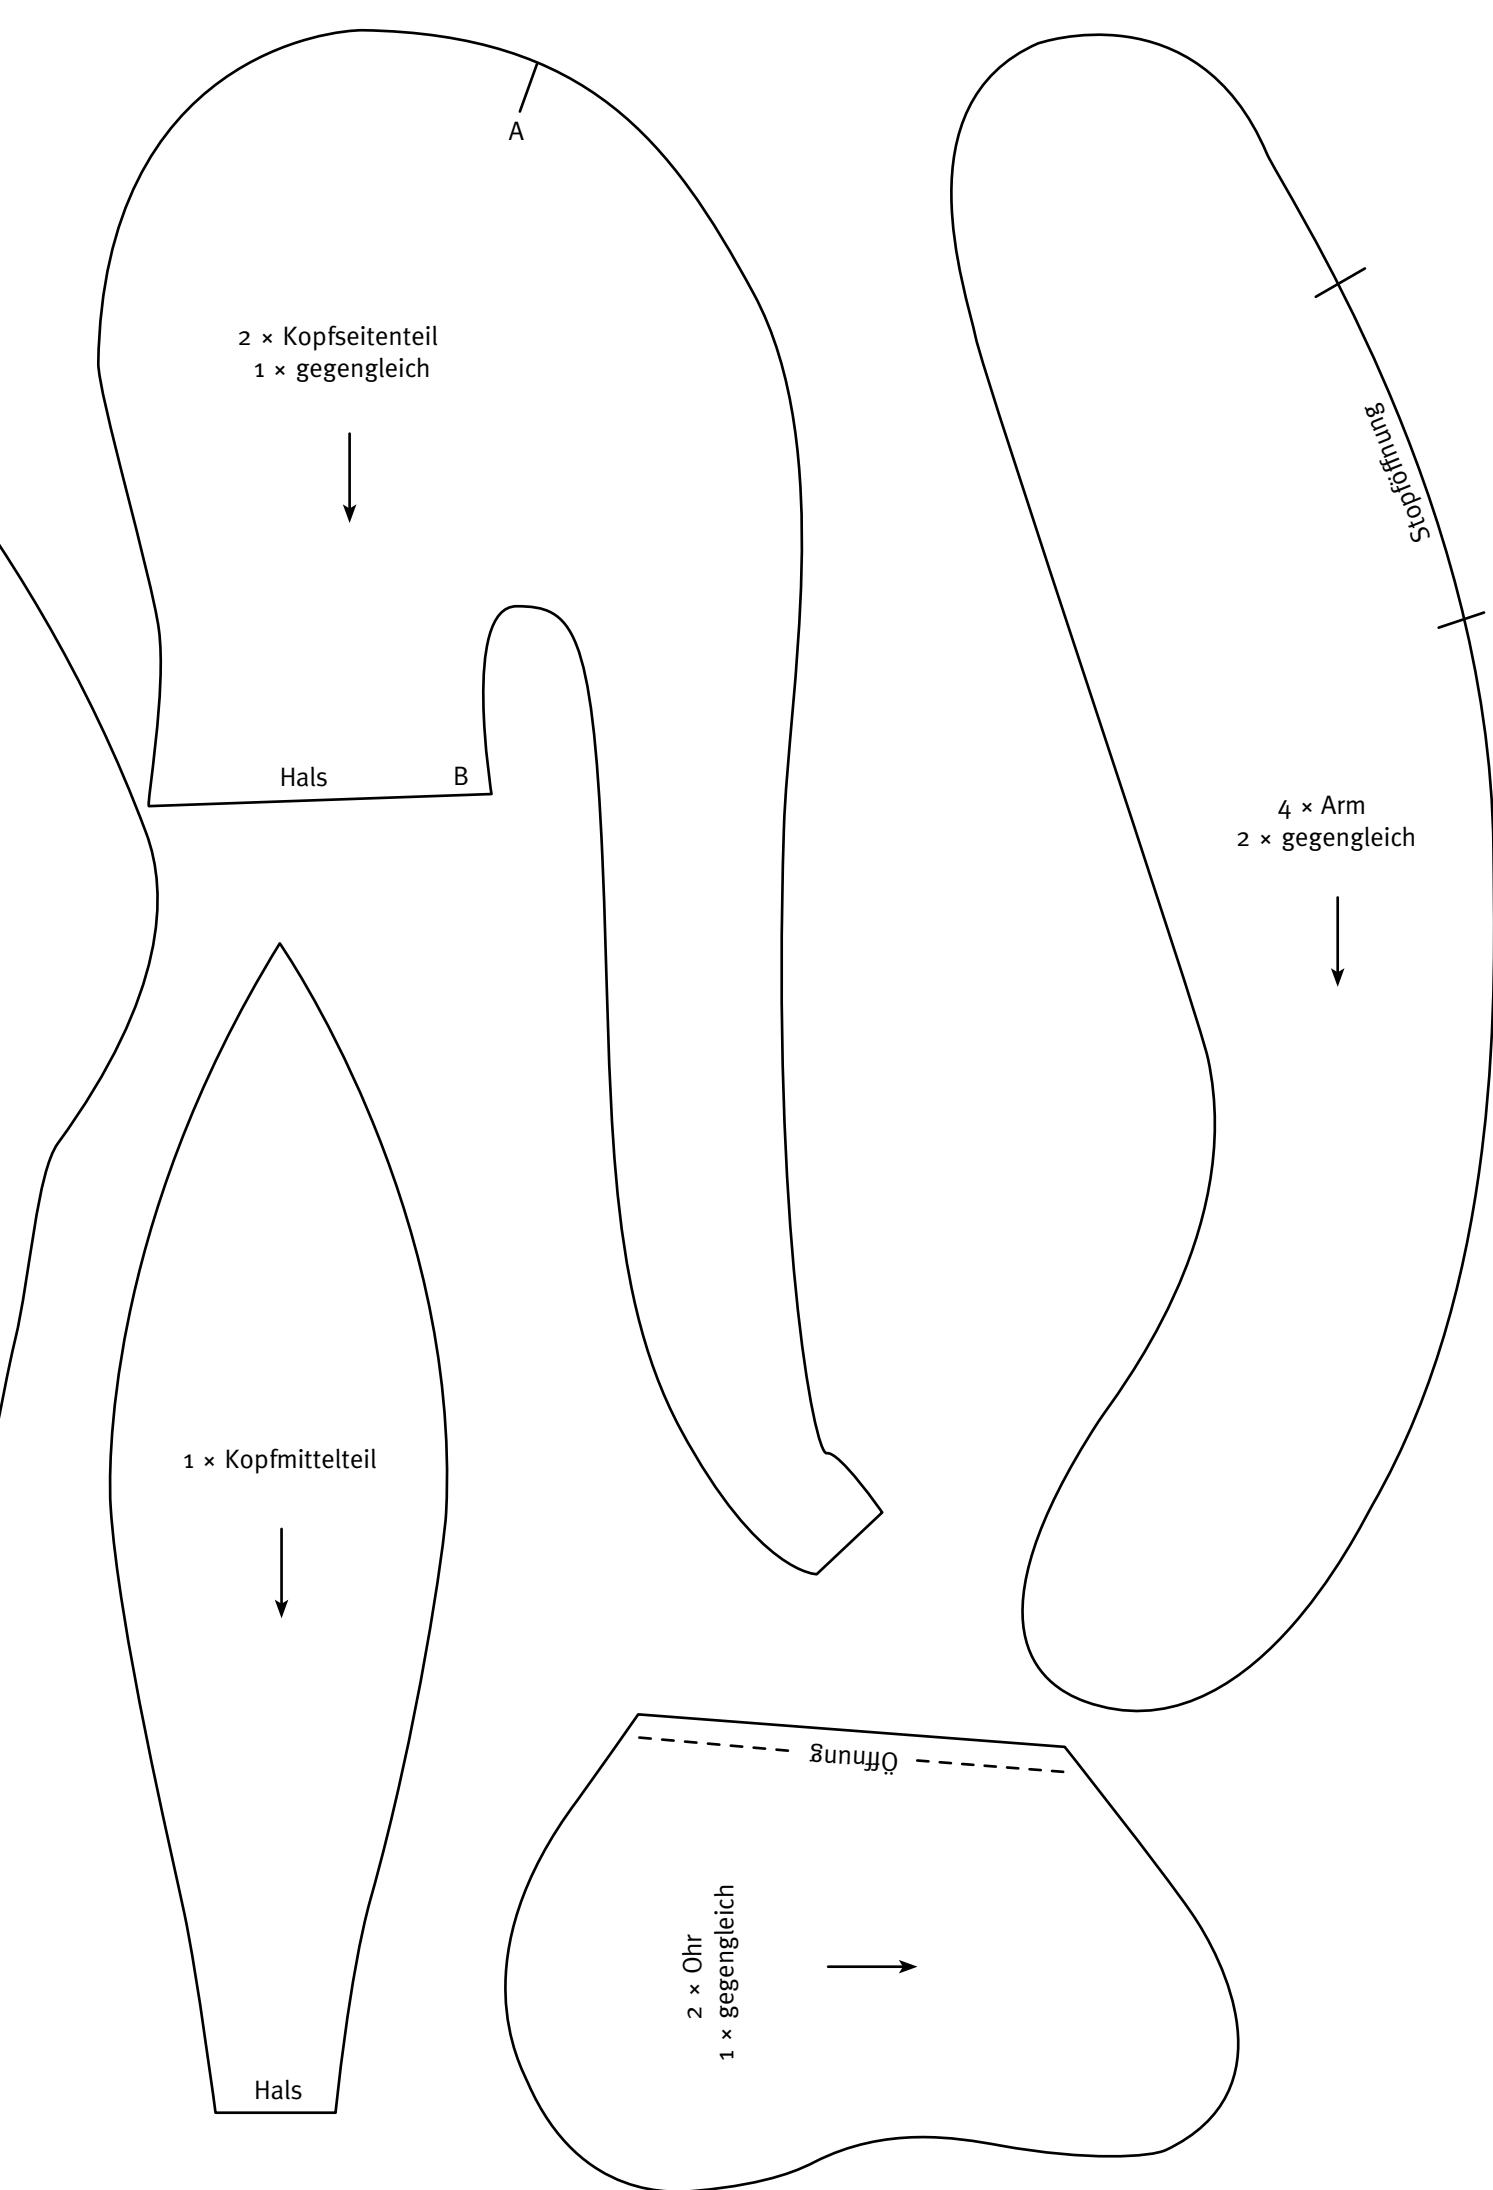 A
2 × Kopfseitenteil
1 × gegengleich
Hals
B
Stopföffnung
4 × Arm
2 × gegengleich
1 × Kopfmittelteil
Hals
Öffnung
2 × Ohr
1 × gegengleich